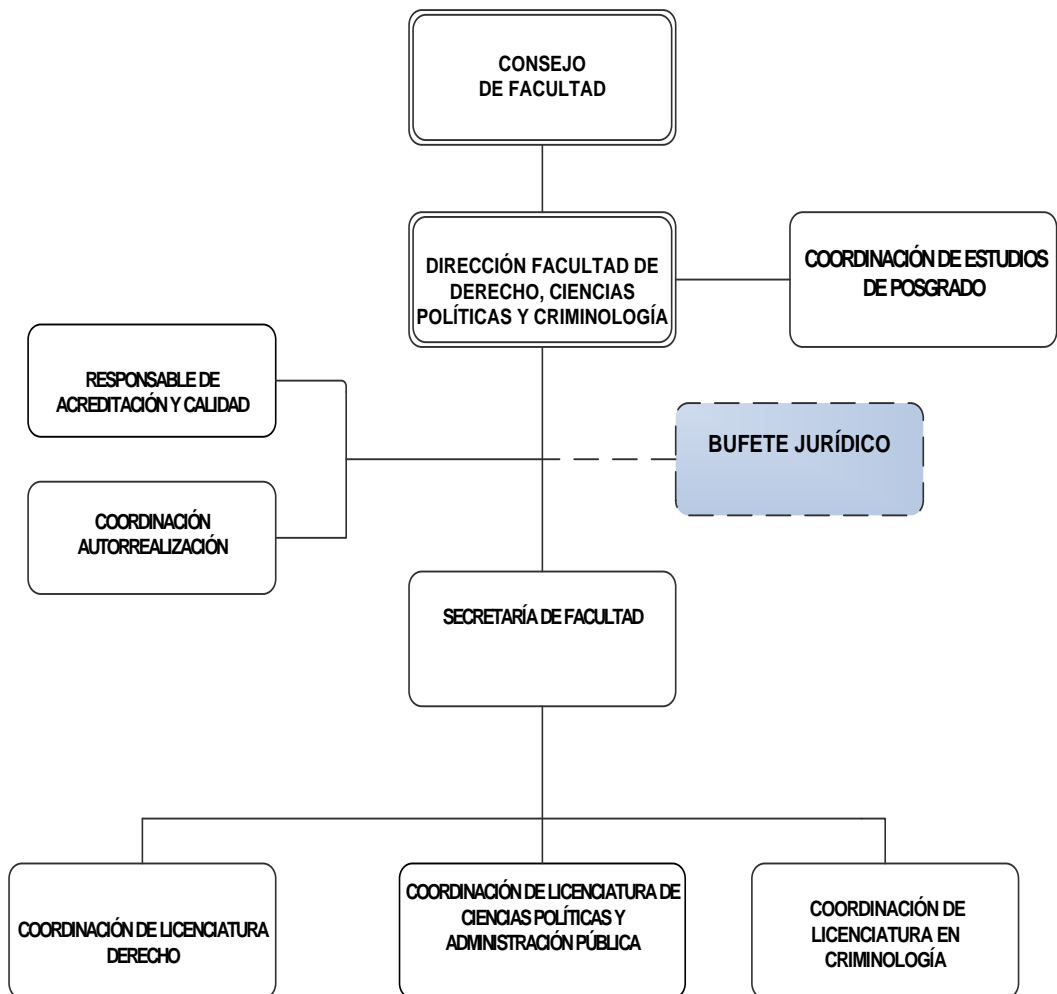 CONSEJO
DE FACULTAD
DIRECCIÓN FACULTAD DE
DERECHO, CIENCIAS
POLÍTICAS Y CRIMINOLOGÍA
COORDINACIÓN DE ESTUDIOS
DE POSGRADO
RESPONSABLE DE
ACREDITACIÓN Y CALIDAD
BUFETE JURÍDICO
COORDINACIÓN
AUTORREALIZACIÓN
SECRETARÍA DE FACULTAD
COORDINACIÓN DE LICENCIATURA
DERECHO
COORDINACIÓN DE LICENCIATURA DE
CIENCIAS POLÍTICAS Y
ADMINISTRACIÓN PÚBLICA
COORDINACIÓN DE
LICENCIATURA EN
CRIMINOLOGÍA